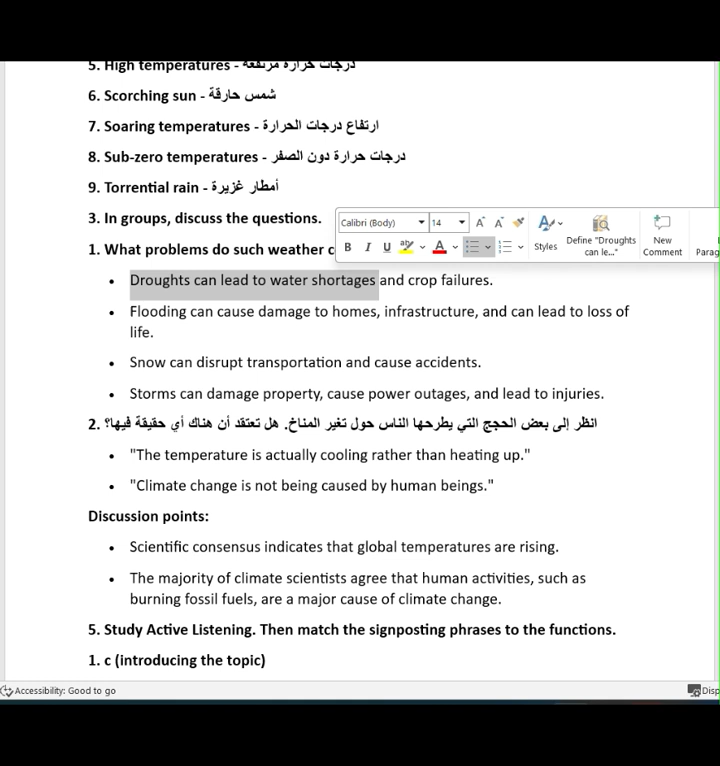 5. High temperatures - درجات حرارة مرتفعة
6. Scorching sun - شمس حارقة
7. Soaring temperatures - ارتفاع درجات الحرارة
8. Sub-zero temperatures - درجات حرارة دون الصفر
9. Torrential rain - أمطار غزيرة
3. In groups, discuss the questions.
Calibri (Body) 14
B I U Styles Define "Droughts can le..." New Comment Parag
1. What problems do such weather c
• Droughts can lead to water shortages and crop failures.
• Flooding can cause damage to homes, infrastructure, and can lead to loss of
life.
• Snow can disrupt transportation and cause accidents.
• Storms can damage property, cause power outages, and lead to injuries.
2. انظر إلى بعض الحجج التي يطرحها الناس حول تغير المناخ. هل تعتقد أن هناك أي حقيقة فيها؟
• "The temperature is actually cooling rather than heating up."
• "Climate change is not being caused by human beings."
Discussion points:
• Scientific consensus indicates that global temperatures are rising.
• The majority of climate scientists agree that human activities, such as
burning fossil fuels, are a major cause of climate change.
5. Study Active Listening. Then match the signposting phrases to the functions.
1. c (introducing the topic)
Accessibility: Good to go
Disp